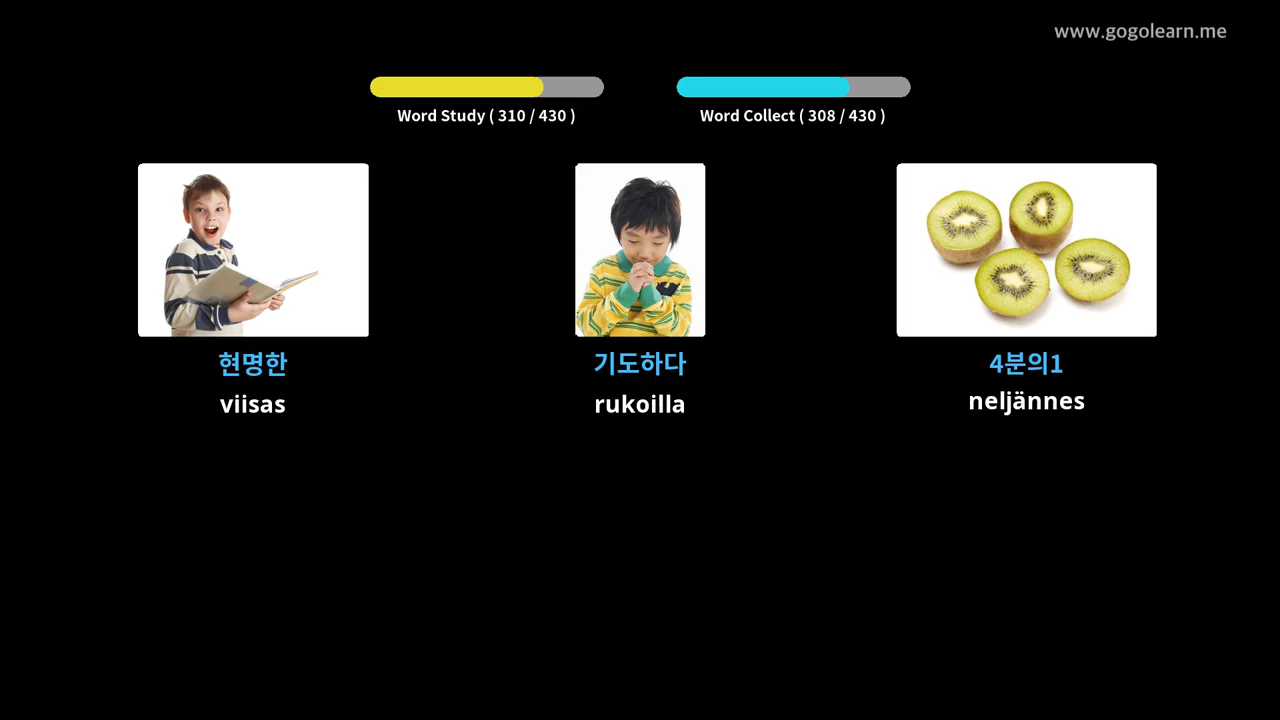 www.gogolearn.me
Word Study ( 310 / 430 )
Word Collect ( 308 / 430 )
현명한
기도하다
4분의1
viisas
rukoilla
neljännes